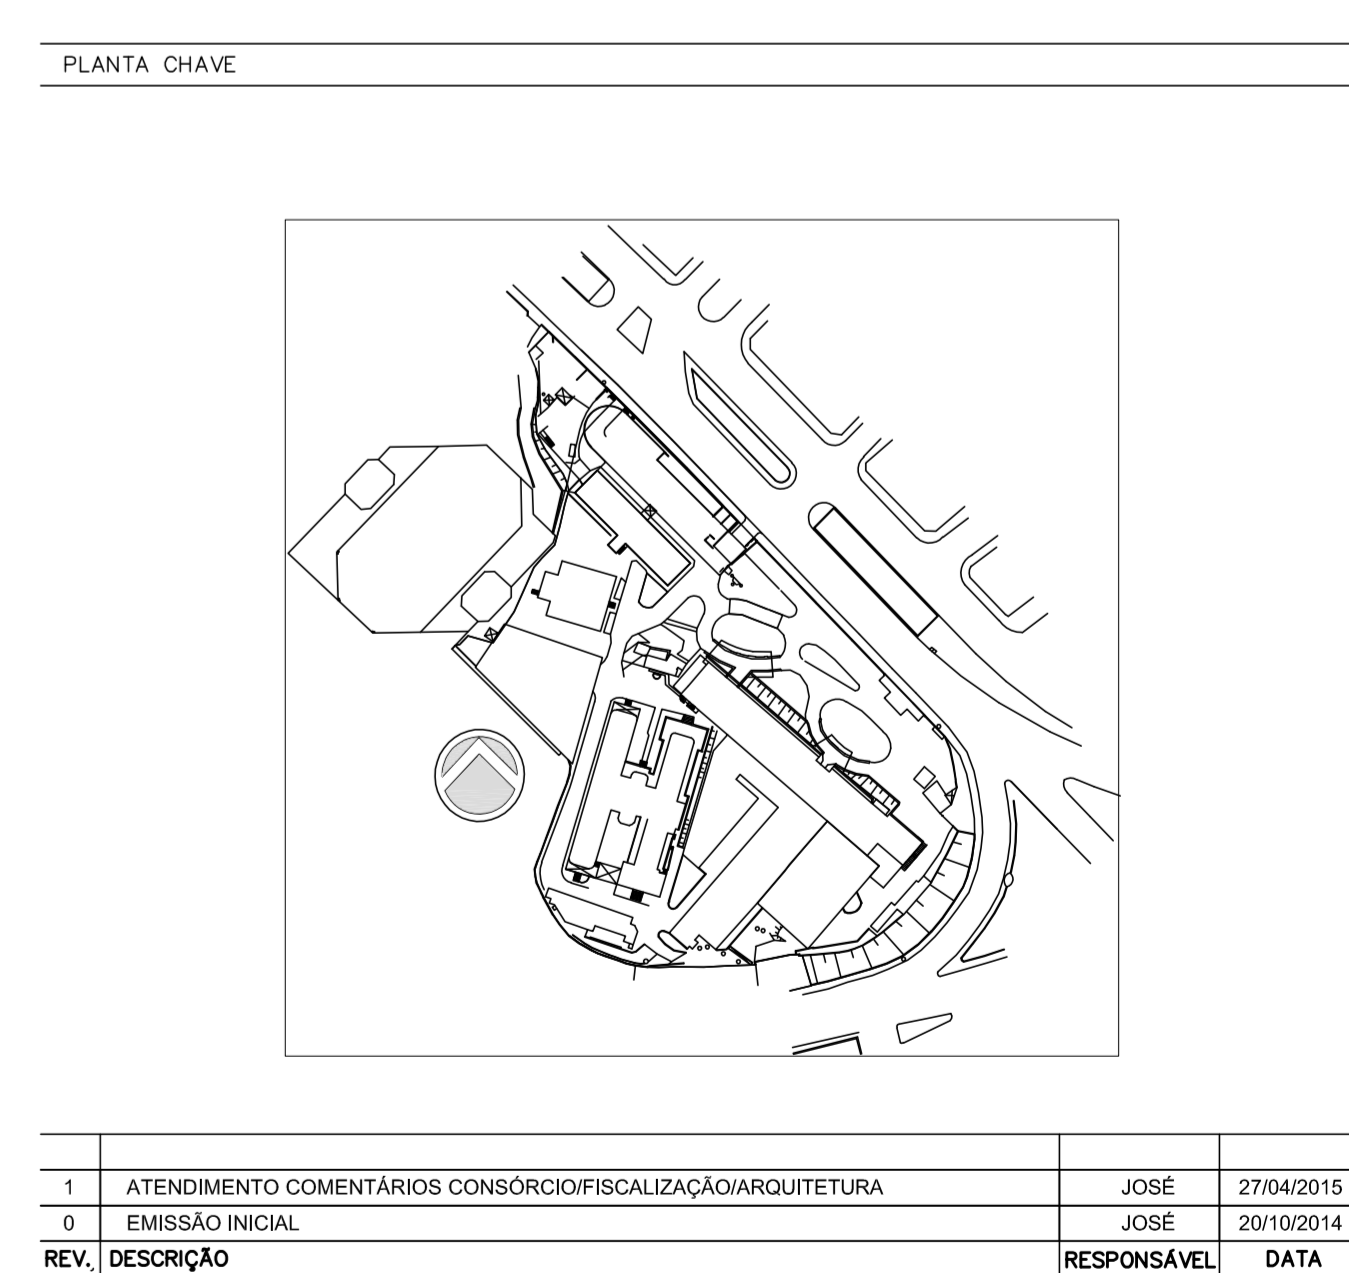 PLANTA CHAVE
1 ATENDIMENTO COMENTÁRIOS CONSÓRCIO/FISCALIZAÇÃO/ARQUITETURA JOSÉ 27/04/2015
0 EMISSÃO INICIAL JOSÉ 20/10/2014
REV. DESCRIÇÃO RESPONSÁVEL DATA